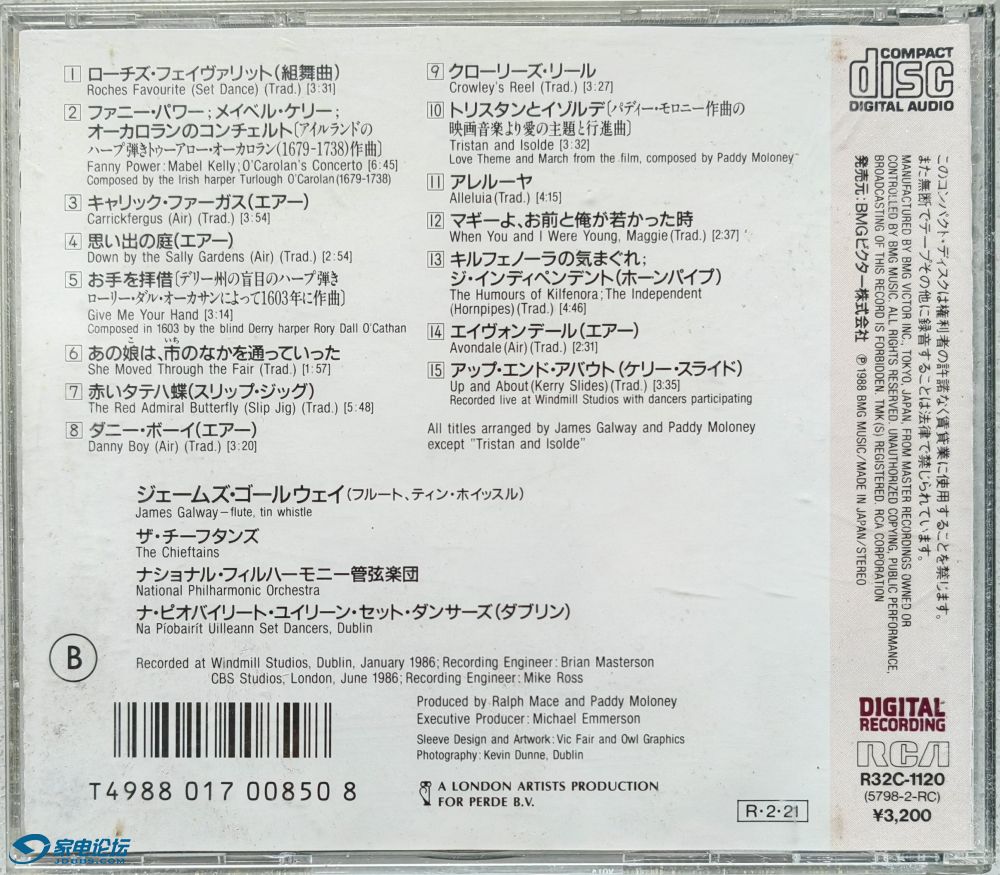 1 ローチズ・フェイヴァリット(組舞曲)
Roches Favourite (Set Dance) (Trad.) [3:31]
2 ファニー・パワー；メイベル・ケリー；
オーカロランのコンチェルト〔アイルランドの
ハープ弾きトゥーアロー・オーカロラン(1679-1738)作曲〕
Fanny Power:Mabel Kelly;O'Carolan's Concerto [6:45]
Composed by the Irish harper Turlough O'Carolan(1679-1738)
3 キャリック・ファーガス(エアー)
Carrickfergus (Air) (Trad.) [3:54]
4 思い出の庭(エアー)
Down by the Sally Gardens (Air) (Trad.) [2:54]
5 お手を拝借〔デリー州の盲目のハープ弾き
ローリー・ダル・オーカサンによって1603年に作曲〕
Give Me Your Hand [3:14]
Composed in 1603 by the blind Derry harper Rory Dall O'Cathan
こ いち
6 あの娘は、市のなかを通っていった
She Moved Through the Fair (Trad.) [1:57]
7 赤いタテハ蝶(スリップ・ジッグ)
The Red Admiral Butterfly (Slip Jig) (Trad.) [5:48]
8 ダニー・ボーイ(エアー)
Danny Boy (Air) (Trad.) [3:20]
9 クローリーズ・リール
Crowley's Reel (Trad.) [3:27]
10 トリスタンとイゾルデ〔パディー・モロニー作曲の
映画音楽より愛の主題と行進曲〕
Tristan and Isolde [3:32]
Love Theme and March from the film, composed by Paddy Moloney
11 アレルーヤ
Alleluia(Trad.) [4:15]
12 マギーよ、お前と俺が若かった時
When You and I Were Young, Maggie(Trad.) [2:37]
13 キルフェノーラの気まぐれ；
ジ・インディペンデント(ホーンパイプ)
The Humours of Kilfenora;The Independent
(Hornpipes)(Trad.) [4:46]
14 エイヴォンデール(エアー)
Avondale(Air)(Trad.) [2:31]
15 アップ・エンド・アバウト(ケリー・スライド)
Up and About(Kerry Slides)(Trad.) [3:35]
Recorded live at Windmill Studios with dancers participating
All titles arranged by James Galway and Paddy Moloney
except "Tristan and Isolde"
ジェームズ・ゴールウェイ(フルート、ティン・ホイッスル)
James Galway—flute, tin whistle
ザ・チーフタンズ
The Chieftains
ナショナル・フィルハーモニー管弦楽団
National Philharmonic Orchestra
ナ・ピオバイリート・ユイリーン・セット・ダンサーズ(ダブリン)
Na Píobairít Uilleann Set Dancers, Dublin
B
Recorded at Windmill Studios, Dublin, January 1986;Recording Engineer:Brian Masterson
CBS Studios, London, June 1986;Recording Engineer:Mike Ross
Produced by Ralph Mace and Paddy Moloney
Executive Producer:Michael Emmerson
Sleeve Design and Artwork:Vic Fair and Owl Graphics
Photography:Kevin Dunne, Dublin
T4988 017 00850 8
A LONDON ARTISTS PRODUCTION
FOR PERDE B.V.
R・2・21
COMPACT
disc
DIGITAL AUDIO
このコンパクト・ディスクは権利者の許諾なく賃貸業に使用することを禁じます。
また無断でテープその他に録音することは法律で禁じられています。
MANUFACTURED BY BMG VICTOR INC., TOKYO, JAPAN, FROM MASTER RECORDINGS OWNED OR
CONTROLLED BY BMG MUSIC. ALL RIGHTS RESERVED. UNAUTHORIZED COPYING, PUBLIC PERFORMANCE,
BROADCASTING OF THIS RECORD IS FORBIDDEN. TMK(S) REGISTERED. RCA CORPORATION
発売元：BMGビクター株式会社 ℗ 1988 BMG MUSIC/MADE IN JAPAN/STEREO
DIGITAL
RECORDING
RCA
R32C-1120
(5798-2-RC)
¥3,200
家电论坛
JDBBS.COM